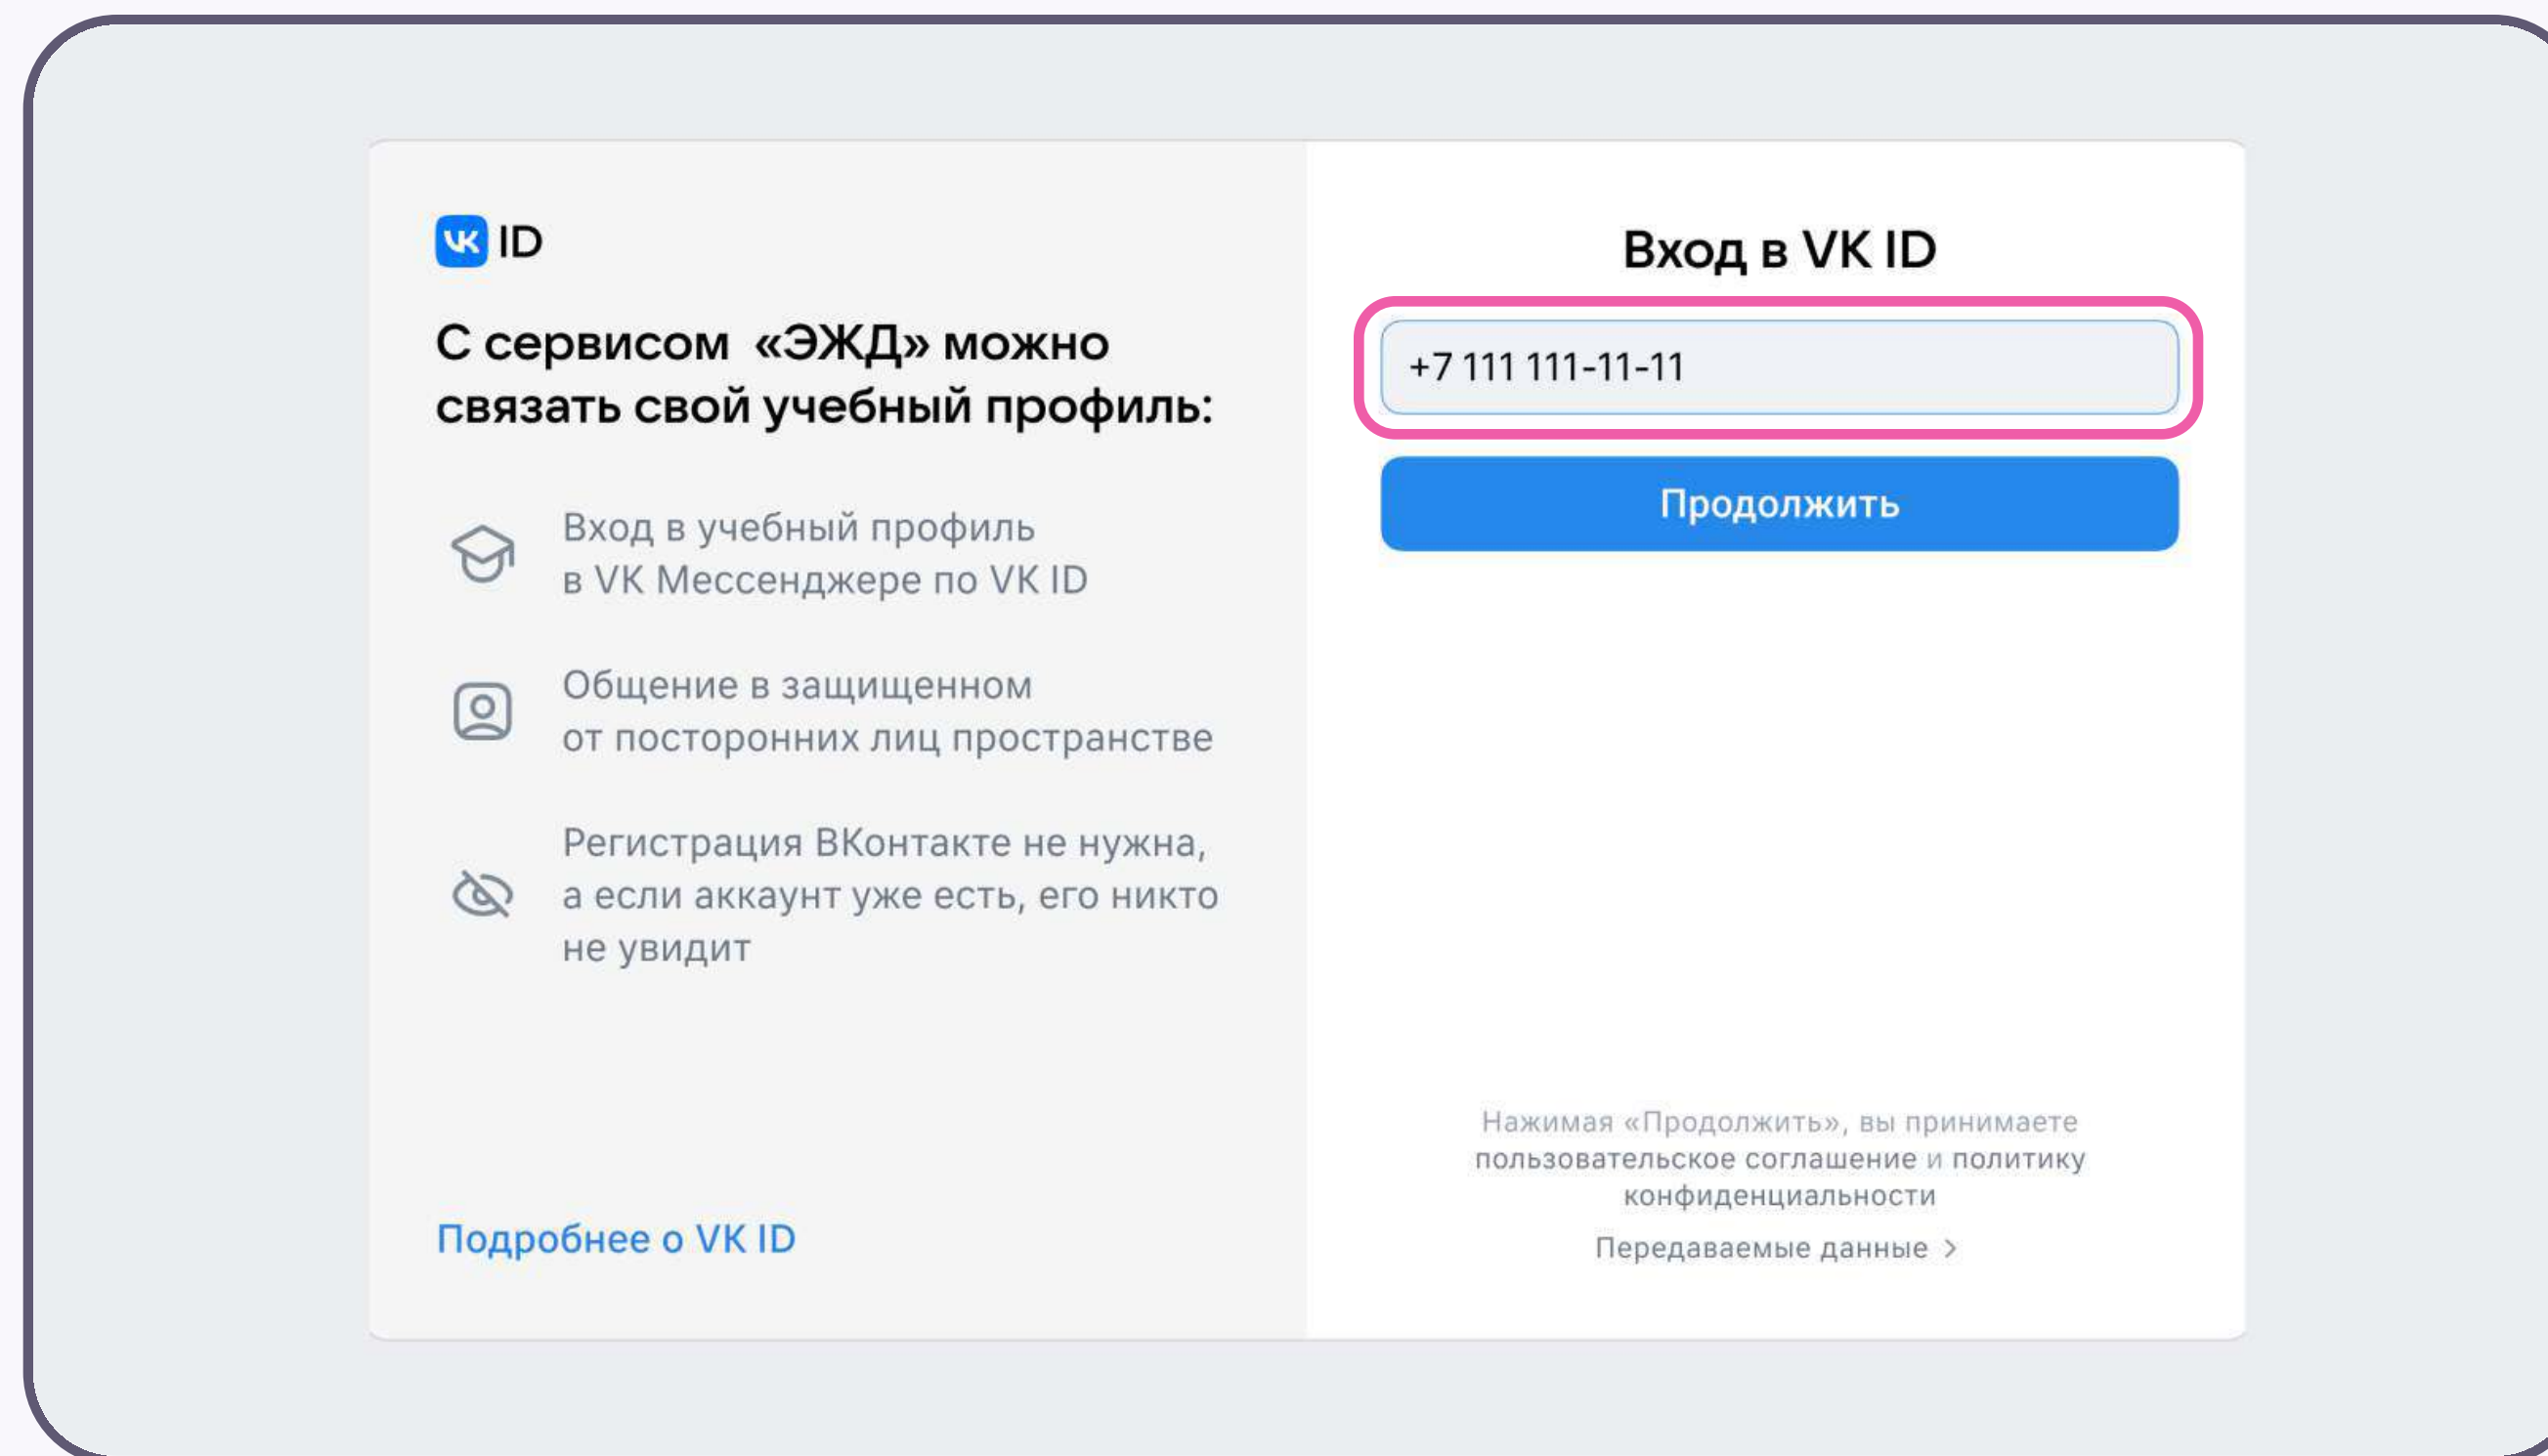 VK ID
С сервисом «ЭЖД» можно
связать свой учебный профиль:
Вход в учебный профиль
в VK Мессенджере по VK ID
Общение в защищенном
от посторонних лиц пространстве
Регистрация ВКонтакте не нужна,
а если аккаунт уже есть, его никто
не увидит
Подробнее о VK ID
Вход в VK ID
+7 111 111-11-11
Продолжить
Нажимая «Продолжить», вы принимаете
пользовательское соглашение и политику
конфиденциальности
Передаваемые данные